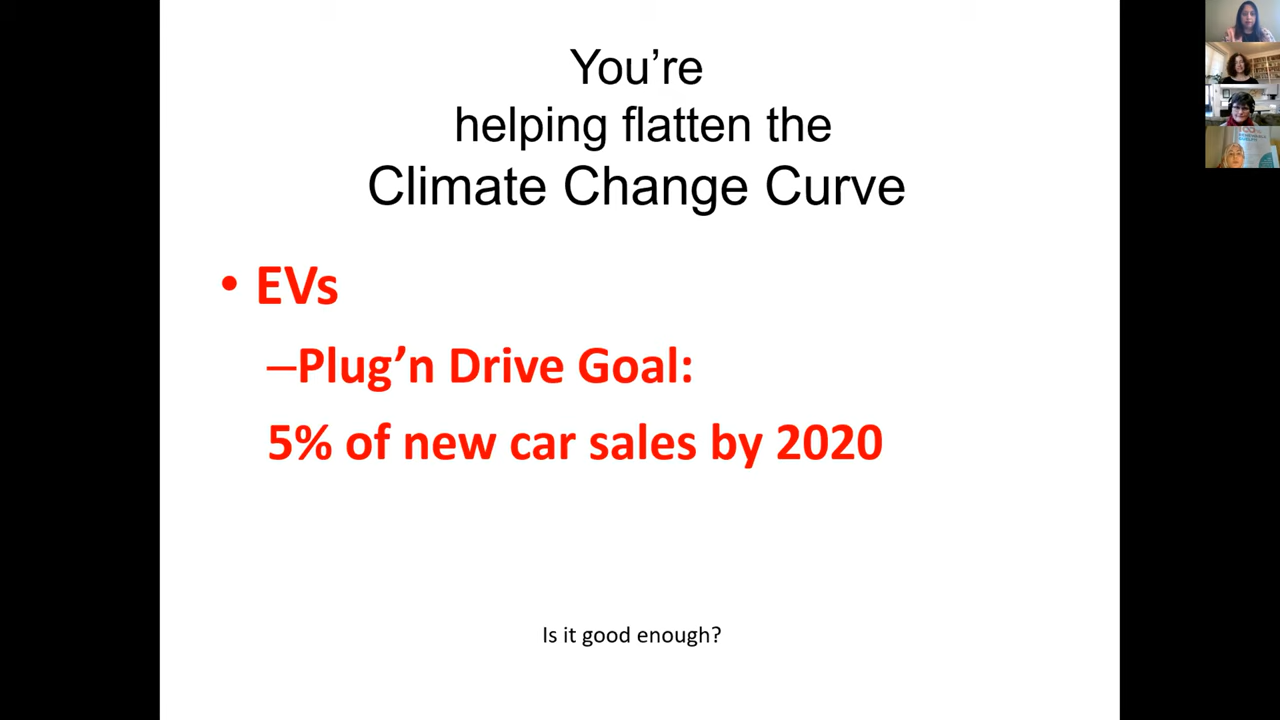 You’re
helping flatten the
Climate Change Curve
• EVs
–Plug’n Drive Goal:
5% of new car sales by 2020
Is it good enough?